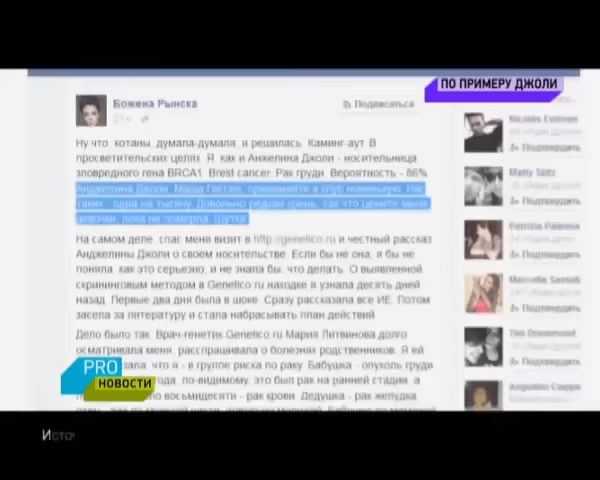 ПО ПРИМЕРУ ДЖОЛИ
Божена Рынска
Подписаться
Ну что котаны, думала-думала и решилась. Каминг-аут В
просветительских целях. Я как и Анжелина Джоли - носительница
зловредного гена BRCA1. Brest cancer. Рак груди. Вероятность - 86%
Анджелина Джоли, Маша Гессен, принимайте в клуб новенькую.
одна на тысячу. Довольно редкая хрень, так что цените меня
пока не померла. Шутка
На самом деле спас меня визит в http://genetico.ru и честный рассказ
Анджелины Джоли о своем носительстве. Если бы не она, я бы не
поняла, как это серьезно, и не знала бы, что делать. О выявленной
скрининговым методом в Genetico.ru находке я узнала десять дней
назад. Первые два дня была в шоке. Сразу рассказала все ИЕ. Потом
засела за литературу и стала набрасывать план действий
Дело было так. Врач-генетик Genetico.ru Мария Литвинова долго
осматривала меня, расспрашивала о болезнях родственников. Я ей
зала, что я - в группе риска по раку. Бабушка - опухоль груди
ода, по-видимому, это был рак на ранней стадии, а
ло восьмидесяти - рак крови. Дедушка - рак желудка
Matty Tattz
Подтвердить
Подтвердить
Подтвердить
Подтвердить
Подтвердить
PRO
НОВОСТИ
Исто